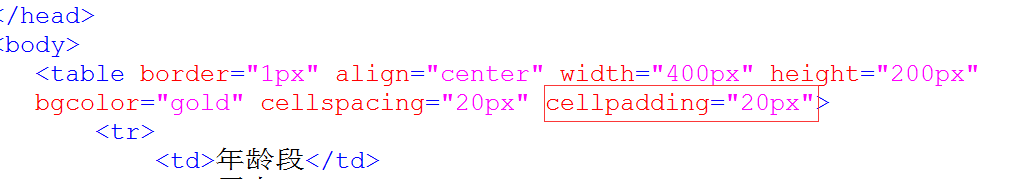 </head>
<body>
<table border="1px" align="center" width="400px" height="200px"
bgcolor="gold" cellspacing="20px" cellpadding="20px">
<tr>
<td>年龄段</td>